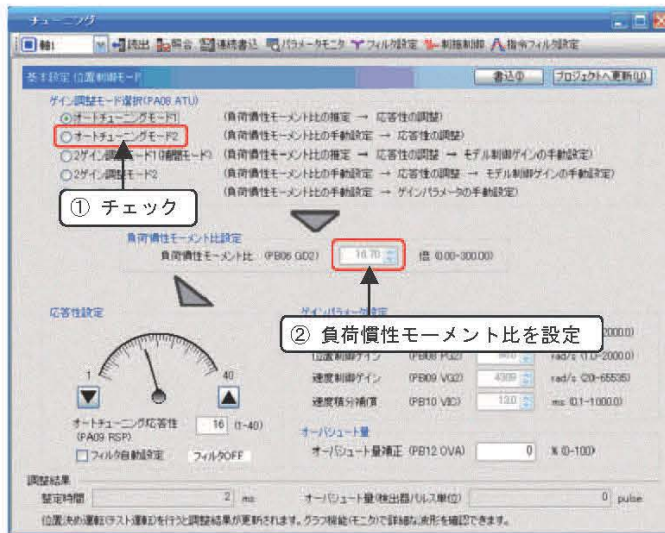 チューニング
軸1 読出 照合 連続書込 パラメータモニタ フィルタ設定 制振制御 指令フィルタ設定
基本設定 位置制御モード 書込(I) プロジェクトへ更新(U)
ゲイン調整モード選択(PA08 ATU)
オートチューニングモード1 (負荷慣性モーメント比の推定 → 応答性の調整)
オートチューニングモード2 (負荷慣性モーメント比の手動設定 → 応答性の調整)
2ゲイン調整モード1(補間モード) (負荷慣性モーメント比の推定 → 応答性の調整 → モデル制御ゲインの手動設定)
2ゲイン調整モード2 (負荷慣性モーメント比の手動設定 → 応答性の調整 → モデル制御ゲインの手動設定)
(負荷慣性モーメント比の手動設定 → ゲインパラメータの手動設定)
① チェック
負荷慣性モーメント比設定
負荷慣性モーメント比 (PB06 GD2) 16.70 倍 (0.00-300.00)
応答性設定 ゲインパラメータ設定
② 負荷慣性モーメント比を設定 2000.0)
位置制御ゲイン (PB08 PG2) rad/s (1.0-2000.0)
1 40 速度制御ゲイン (PB09 VG2) rad/s (20-65535)
速度積分補償 (PB10 VIC) ms (0.1-1000.0)
オートチューニング応答性 16 (1-40)
(PA09 RSP)
オーバシュート量
フィルタ自動設定 フィルタOFF オーバシュート量補正 (PB12 OVA) 0 % (0-100)
調整結果
整定時間 2 ms オーバシュート量(検出器パルス単位) 0 pulse
位置決め運転(テスト運転)を行うと調整結果が更新されます。グラフ機能(モニタ)で詳細な波形を確認できます。